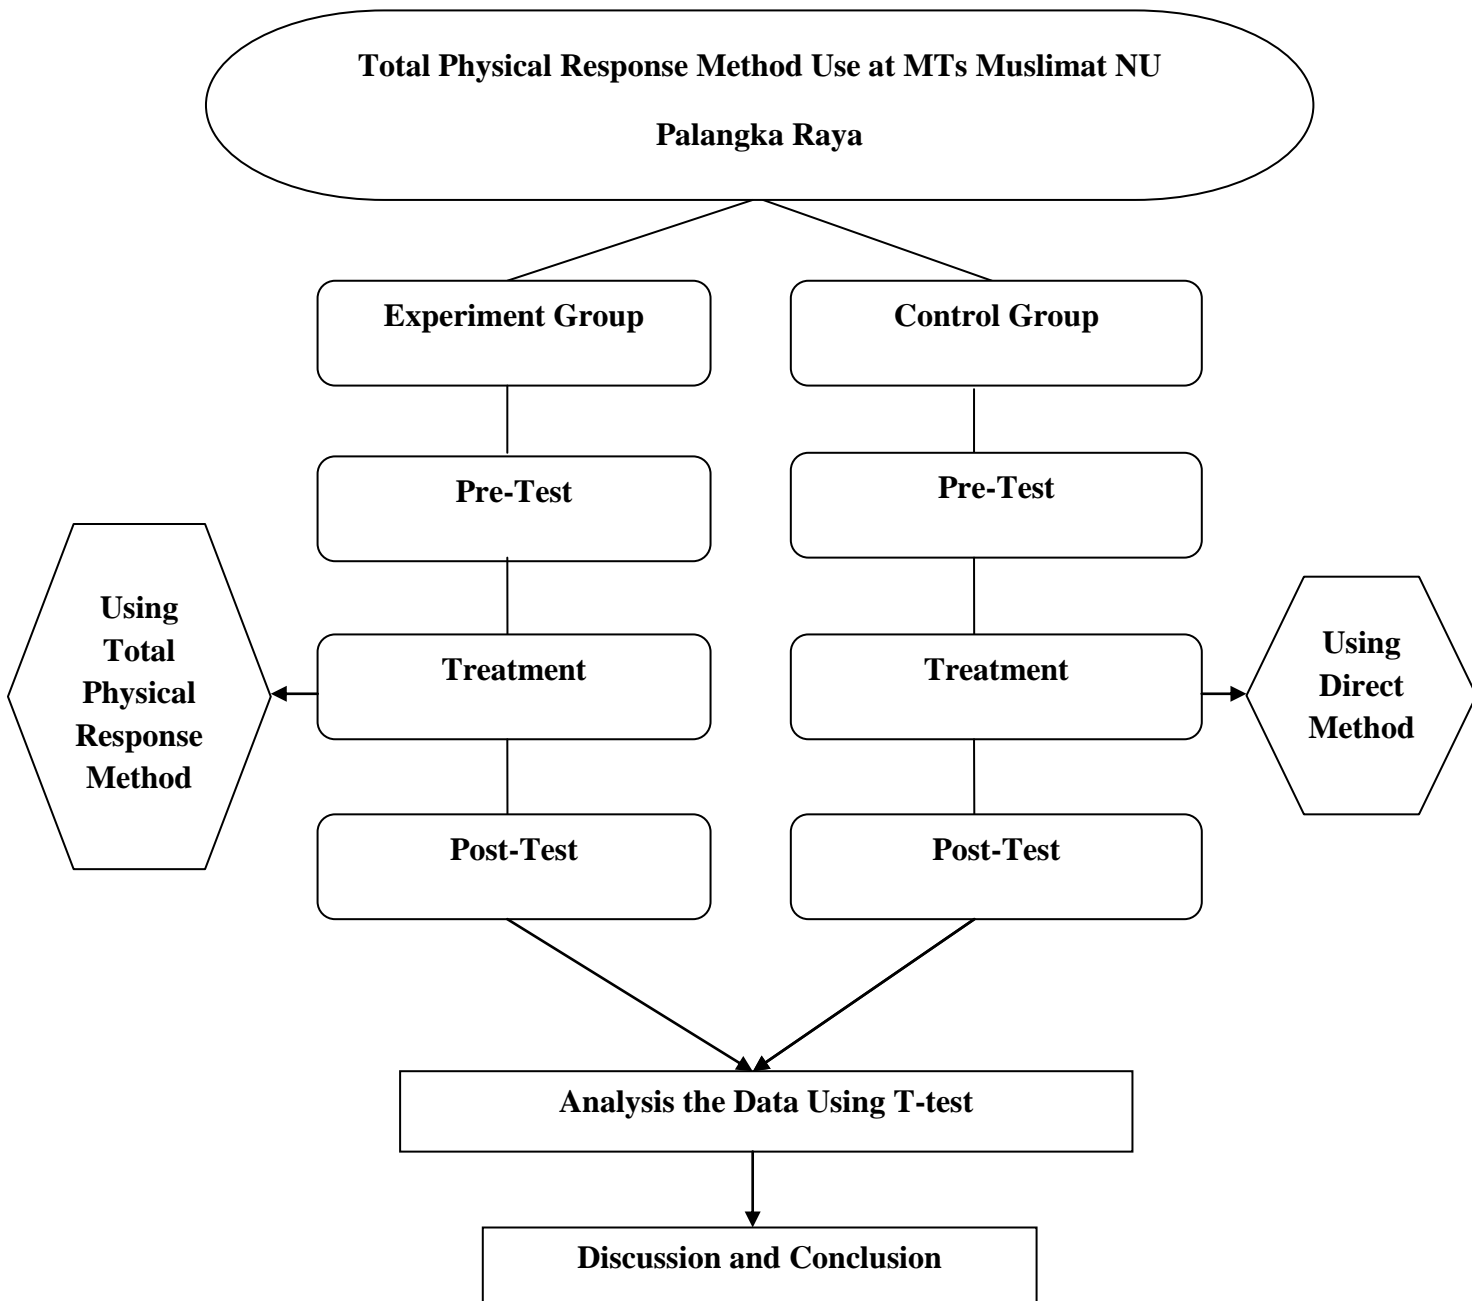 Total Physical Response Method Use at MTs Muslimat NU
Palangka Raya
Experiment Group
Control Group
Pre-Test
Pre-Test
Using
Total
Physical
Response
Method
Treatment
Treatment
Using
Direct
Method
Post-Test
Post-Test
Analysis the Data Using T-test
Discussion and Conclusion